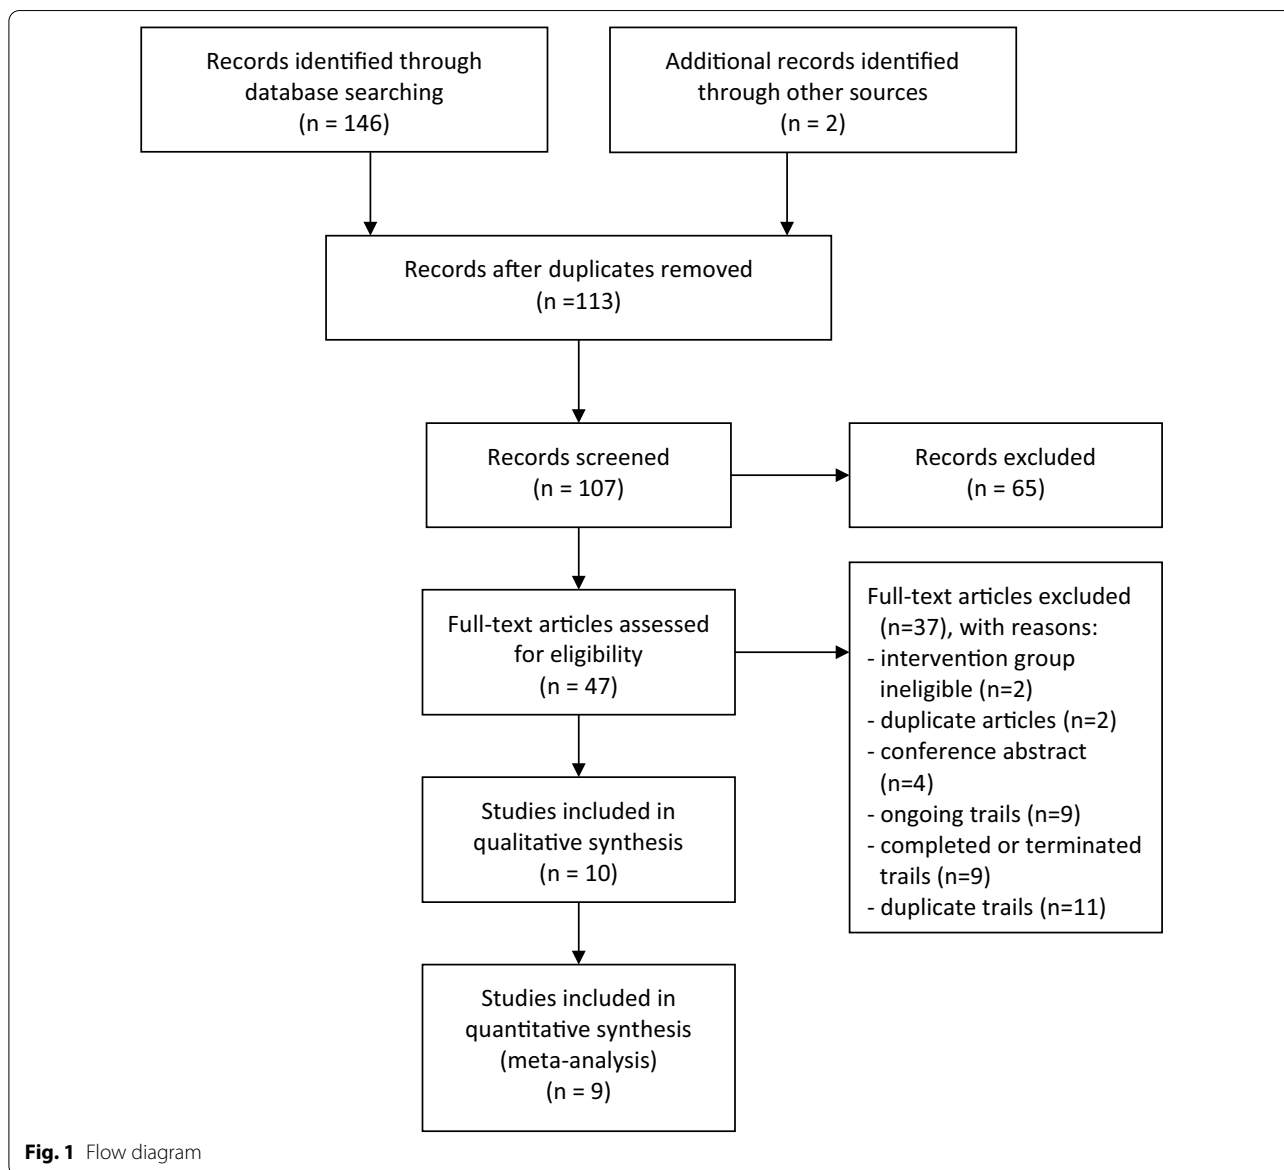 Records identified through
database searching
(n = 146)
Additional records identified
through other sources
(n = 2)
Records after duplicates removed
(n =113)
Records screened
(n = 107)
Records excluded
(n = 65)
Full-text articles assessed
for eligibility
(n = 47)
Full-text articles excluded
(n=37), with reasons:
- intervention group
ineligible (n=2)
- duplicate articles (n=2)
- conference abstract
(n=4)
- ongoing trails (n=9)
- completed or terminated
trails (n=9)
- duplicate trails (n=11)
Studies included in
qualitative synthesis
(n = 10)
Studies included in
quantitative synthesis
(meta-analysis)
(n = 9)
Fig. 1 Flow diagram